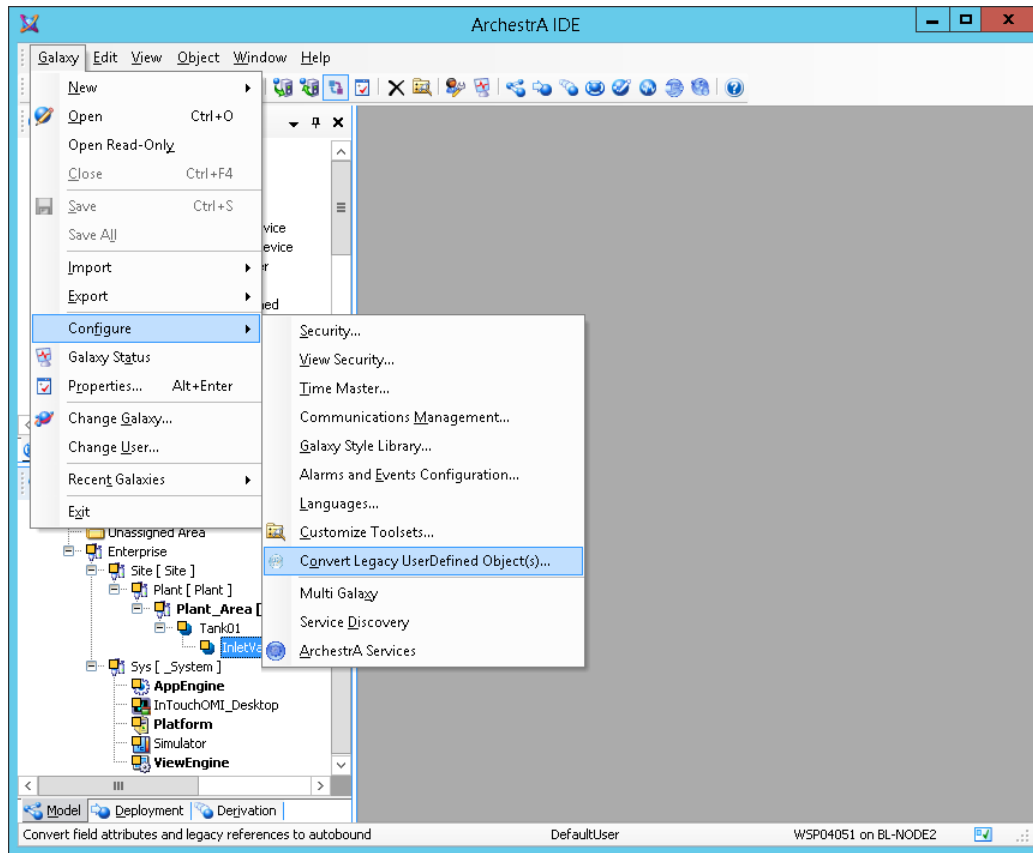 ArchestrA IDE
Galaxy Edit View Object Window Help
New
Open Ctrl+O
Open Read-Only
Close Ctrl+F4
Save Ctrl+S
Save All
Import
Export
Configure
Galaxy Status
Properties... Alt+Enter
Change Galaxy...
Change User...
Recent Galaxies
Exit
Security...
View Security...
Time Master...
Communications Management...
Galaxy Style Library...
Alarms and Events Configuration...
Languages...
Customize Toolsets...
Convert Legacy UserDefined Object(s)...
Multi Galaxy
Service Discovery
ArchestrA Services
Unassigned Area
Enterprise
Site [ Site ]
Plant [ Plant ]
Plant_Area [
Tank01
Sys [ _System ]
AppEngine
InTouchOMI_Desktop
Platform
Simulator
ViewEngine
Model Deployment Derivation
Convert field attributes and legacy references to autobound DefaultUser WSP04051 on BL-NODE2